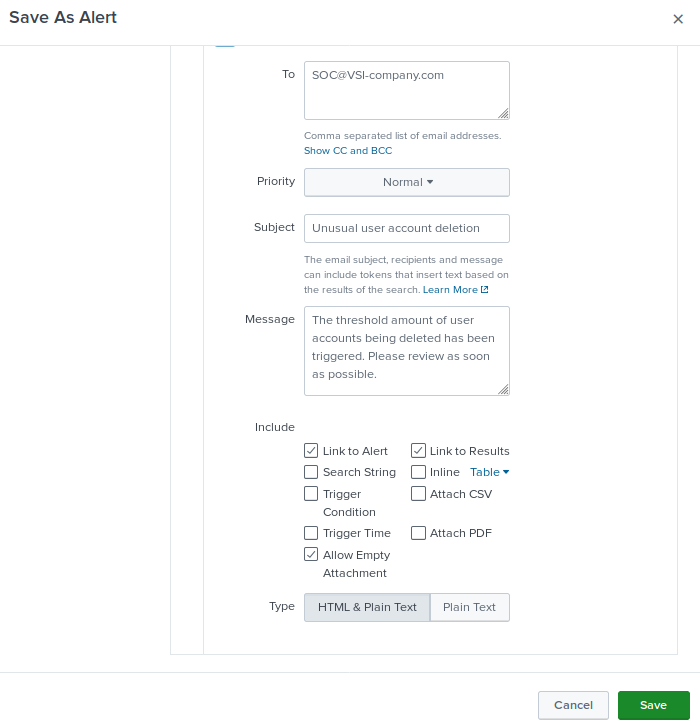 Save As Alert
×
To
SOC@VSI-company.com
Comma separated list of email addresses.
Show CC and BCC
Priority
Normal
Subject
Unusual user account deletion
The email subject, recipients and message
can include tokens that insert text based on
the results of the search. Learn More
Message
The threshold amount of user
accounts being deleted has been
triggered. Please review as soon
as possible.
Include
Link to Alert
Link to Results
Search String
Inline Table
Trigger
Condition
Attach CSV
Trigger Time
Attach PDF
Allow Empty
Attachment
Type
HTML & Plain Text
Plain Text
Cancel
Save